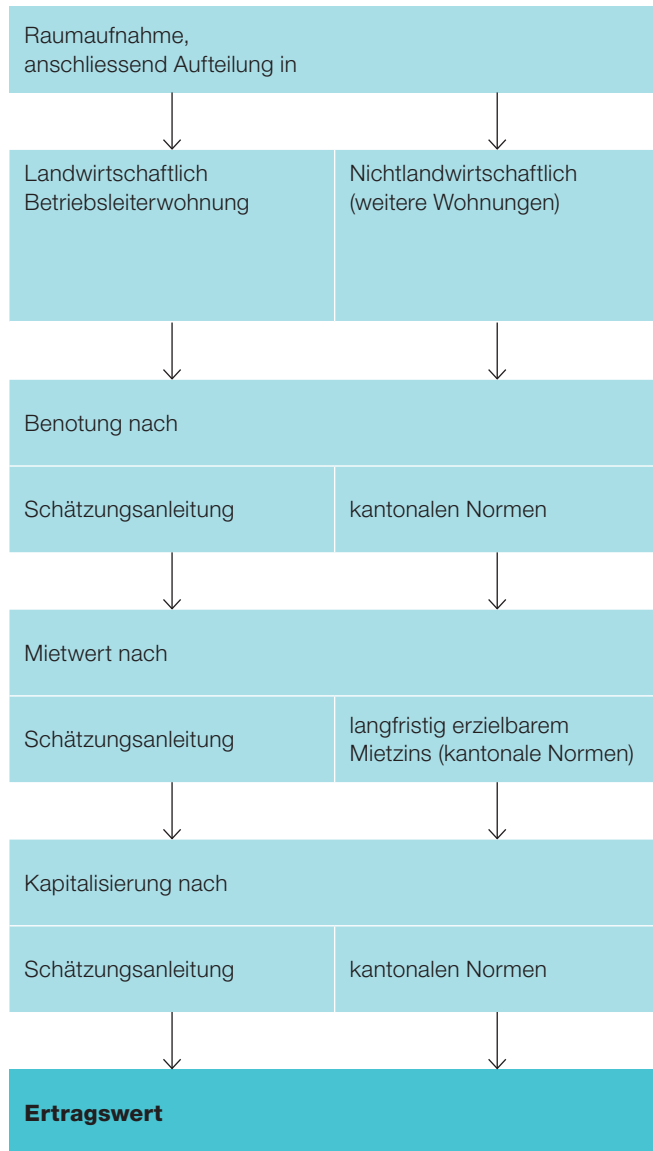 Raumaufnahme,
anschliessend Aufteilung in
Landwirtschaftlich
Betriebsleiterwohnung
Nichtlandwirtschaftlich
(weitere Wohnungen)
Benotung nach
Schätzungsanleitung
kantonalen Normen
Mietwert nach
Schätzungsanleitung
langfristig erzielbarem
Mietzins (kantonale Normen)
Kapitalisierung nach
Schätzungsanleitung
kantonalen Normen
Ertragswert